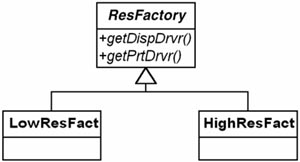 ResFactory
+getDispDrvr()
+getPrtDrvr()
LowResFact
HighResFact